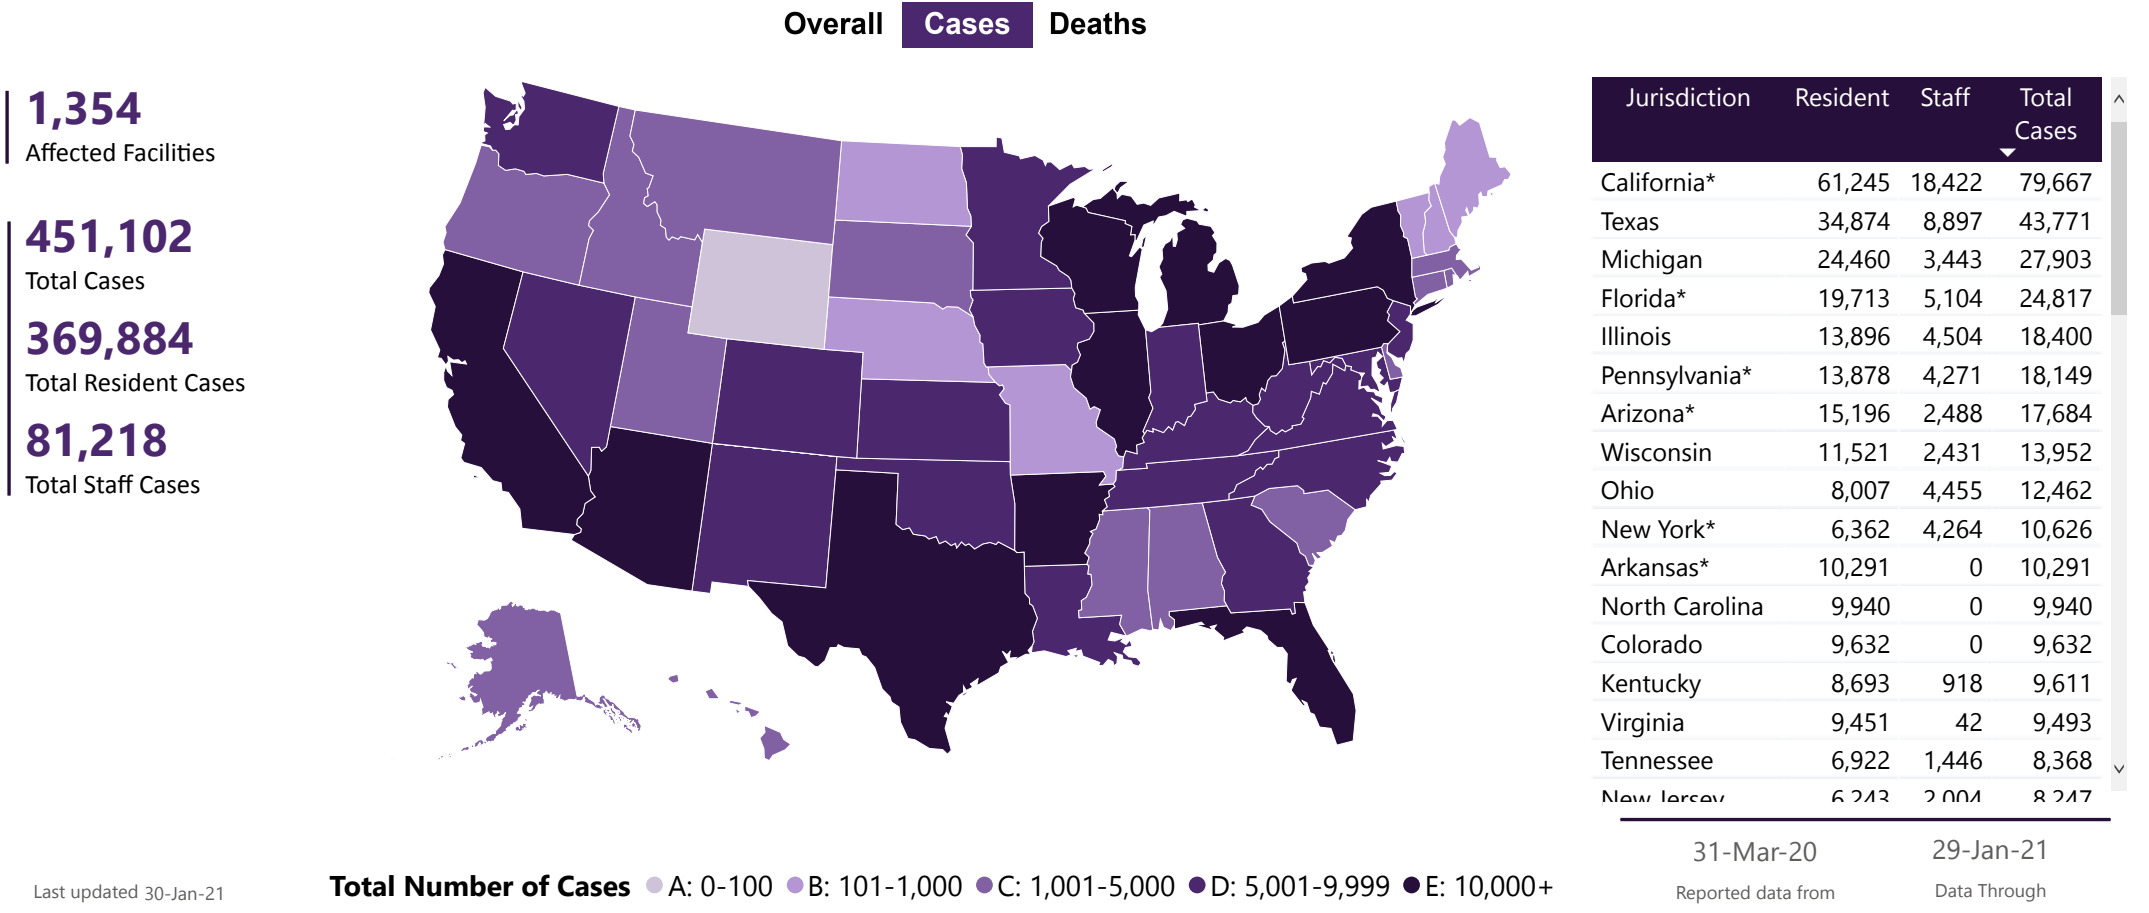 Overall Cases Deaths
1,354
Affected Facilities
451,102
Total Cases
369,884
Total Resident Cases
81,218
Total Staff Cases
Last updated 30-Jan-21
Total Number of Cases A: 0-100 B: 101-1,000 C: 1,001-5,000 D: 5,001-9,999 E: 10,000+
Jurisdiction Resident Staff Total
Cases
California* 61,245 18,422 79,667
Texas 34,874 8,897 43,771
Michigan 24,460 3,443 27,903
Florida* 19,713 5,104 24,817
Illinois 13,896 4,504 18,400
Pennsylvania* 13,878 4,271 18,149
Arizona* 15,196 2,488 17,684
Wisconsin 11,521 2,431 13,952
Ohio 8,007 4,455 12,462
New York* 6,362 4,264 10,626
Arkansas* 10,291 0 10,291
North Carolina 9,940 0 9,940
Colorado 9,632 0 9,632
Kentucky 8,693 918 9,611
Virginia 9,451 42 9,493
Tennessee 6,922 1,446 8,368
New Jersey 6,243 2,004 8,247
31-Mar-20 29-Jan-21
Reported data from Data Through